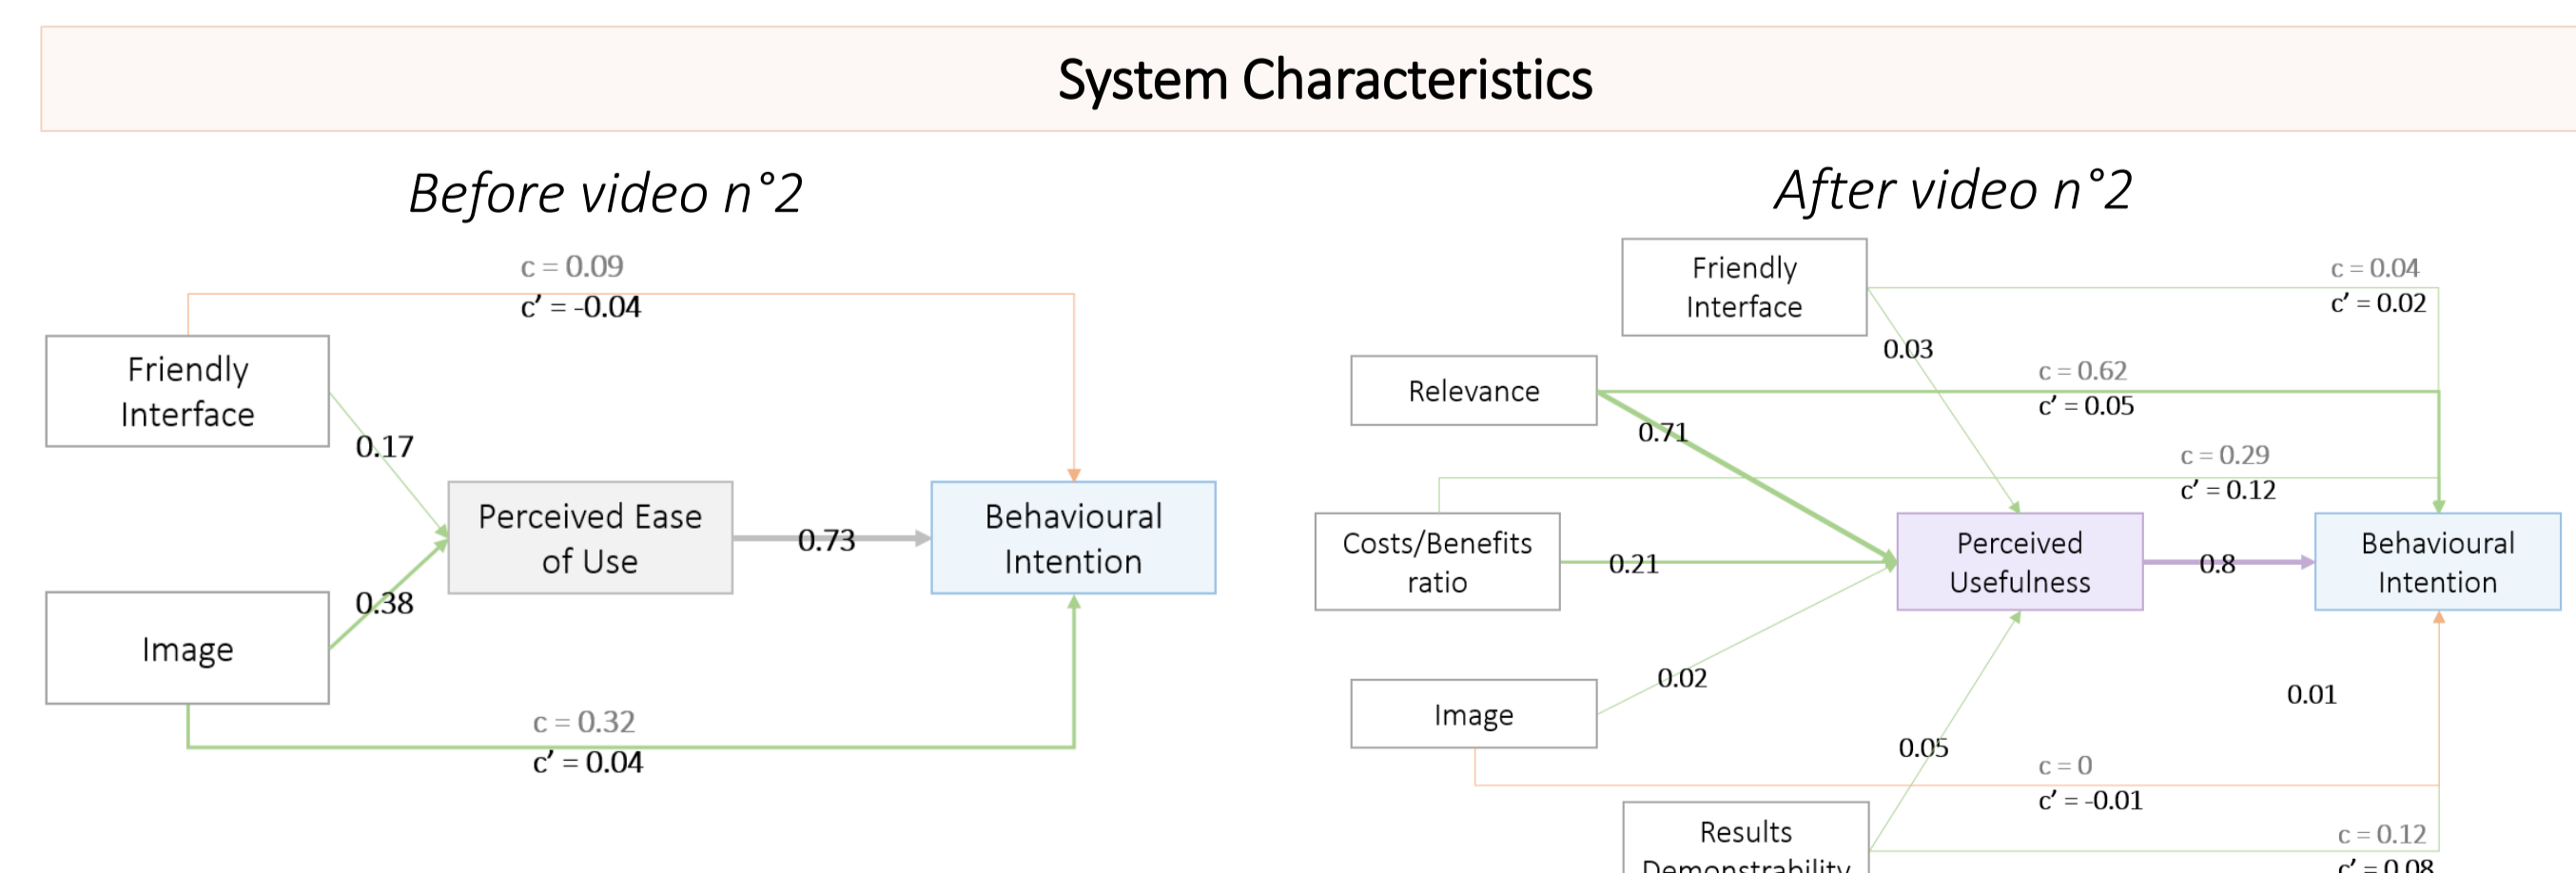 System Characteristics
Before video n°2
c = 0.09
c’ = -0.04
Friendly
Interface
0.17
Perceived Ease
of Use
0.73
Behavioural
Intention
0.38
Image
c = 0.32
c’ = 0.04
After video n°2
Friendly
Interface
c = 0.04
c’ = 0.02
0.03
Relevance
c = 0.62
c’ = 0.05
0.71
c = 0.29
c’ = 0.12
Costs/Benefits
ratio
0.21
Perceived
Usefulness
0.8
Behavioural
Intention
0.02
0.01
Image
0.05
c = 0
c’ = -0.01
Results
Demonstrability
c = 0.12
c’ = 0.08